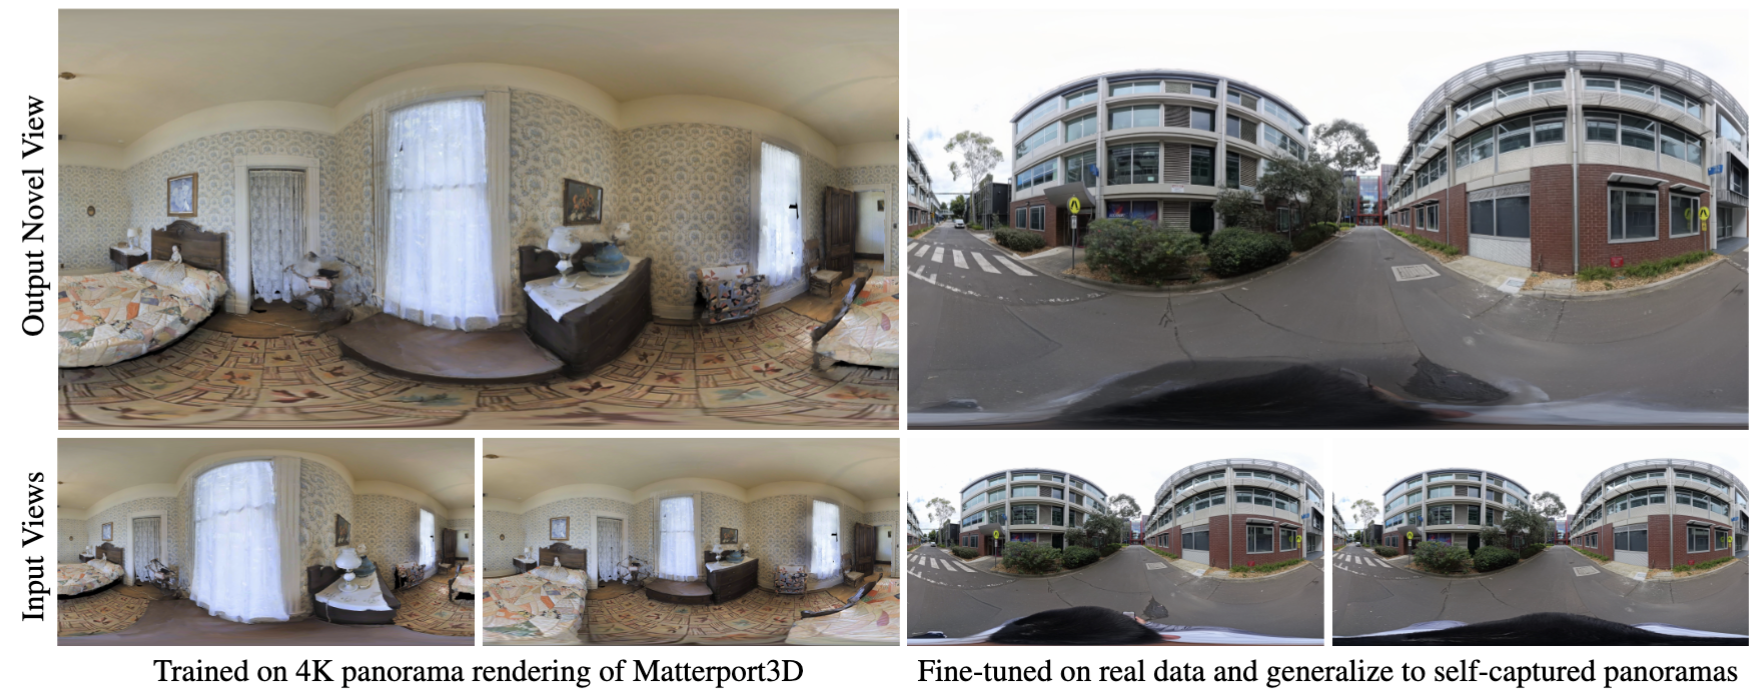 Output Novel View
Input Views
Trained on 4K panorama rendering of Matterport3D
Fine-tuned on real data and generalize to self-captured panoramas